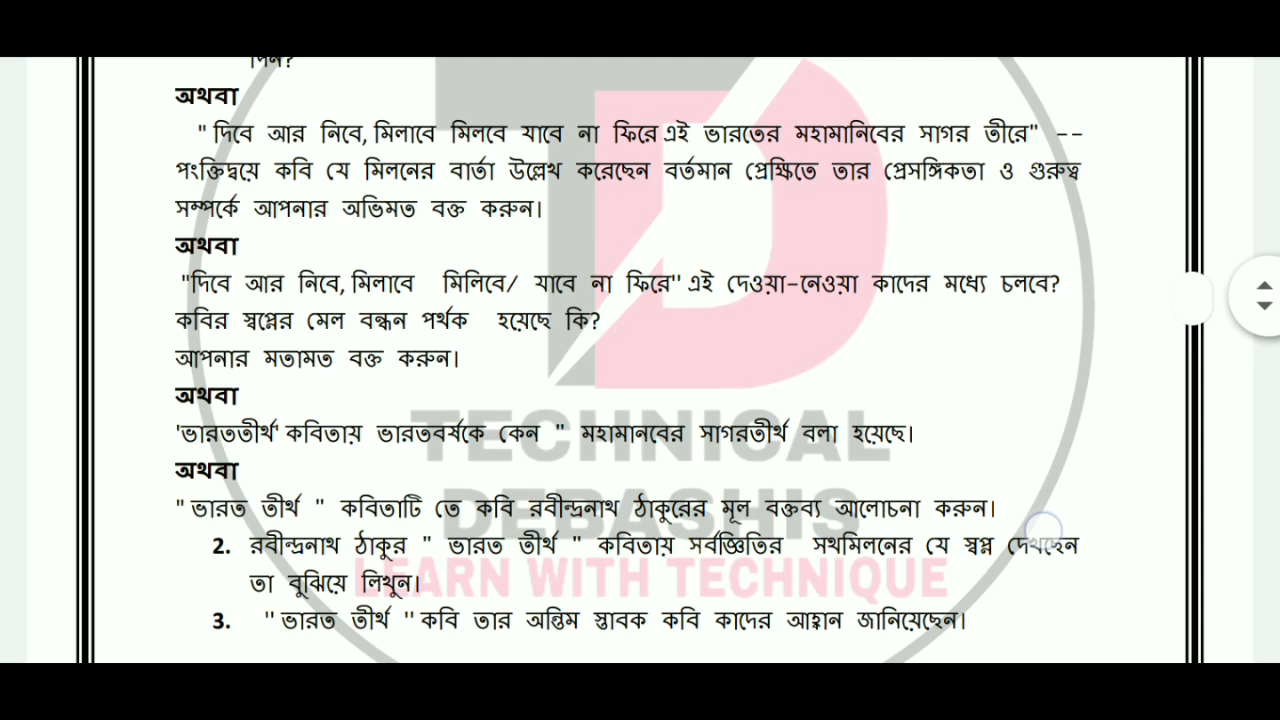 দিন?
অথবা
" দিবে আর নিবে, মিলাবে মিলবে যাবে না ফিরে এই ভারতের মহামানিবের সাগর তীরে" --
পংক্তিদ্বয়ে কবি যে মিলনের বার্তা উল্লেখ করেছেন বর্তমান প্রেক্ষিতে তার প্রেসঙ্গিকতা ও গুরুত্ব
সম্পর্কে আপনার অভিমত বক্ত করুন।
অথবা
"দিবে আর নিবে, মিলাবে মিলিবে/ যাবে না ফিরে" এই দেওয়া-নেওয়া কাদের মধ্যে চলবে?
কবির স্বপ্নের মেল বন্ধন পর্থক হয়েছে কি?
আপনার মতামত বক্ত করুন।
অথবা
'ভারততীর্থ' কবিতায় ভারতবর্ষকে কেন " মহামানবের সাগরতীর্থ বলা হয়েছে।
অথবা
" ভারত তীর্থ " কবিতাটি তে কবি রবীন্দ্রনাথ ঠাকুরের মূল বক্তব্য আলোচনা করুন।
2. রবীন্দ্রনাথ ঠাকুর " ভারত তীর্থ " কবিতায় সর্বজ্ঞিতির সথমিলনের যে স্বপ্ন দেখছেন
তা বুঝিয়ে লিখুন।
3. " ভারত তীর্থ " কবি তার অন্তিম স্তাবক কবি কাদের আহ্বান জানিয়েছেন।
TD
TECHNICAL
DEBASHIS
LEARN WITH TECHNIQUE